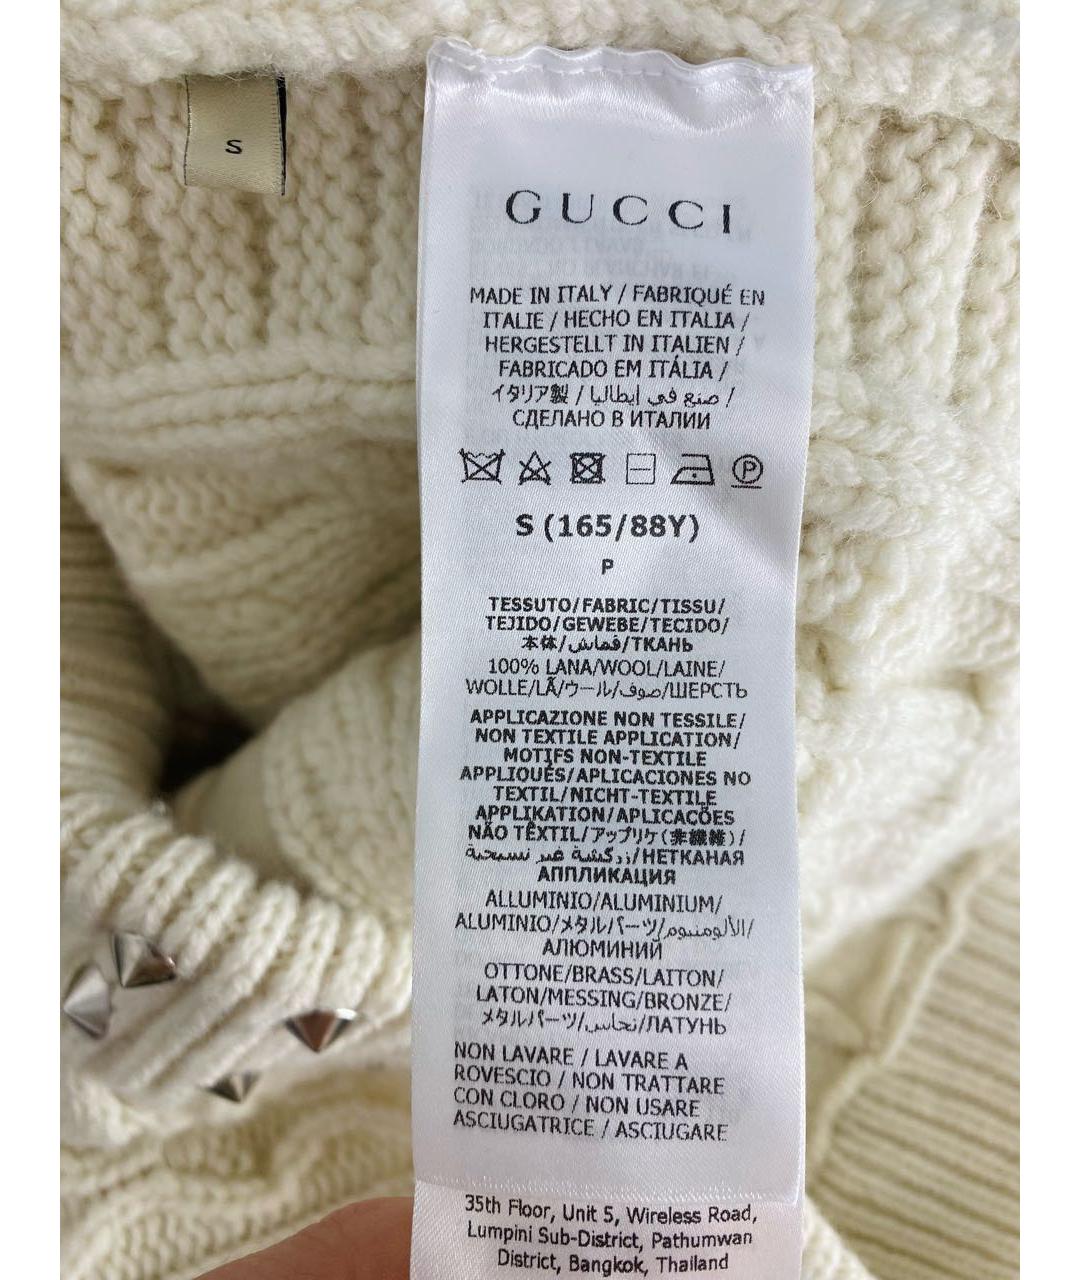 S
GUCCI
MADE IN ITALY / FABRIQUÉ EN
ITALIE / HECHO EN ITALIA /
HERGESTELLT IN ITALIEN /
FABRICADO EM ITÁLIA /
イタリア製 / صنع في إيطاليا /
СДЕЛАНО В ИТАЛИИ
P
S (165/88Y)
P
TESSUTO/FABRIC/TISSU/
TEJIDO/GEWEBE/TECIDO/
本体/قماش/ТКАНЬ
100% LANA/WOOL/LAINE/
WOLLE/LÃ/ウール/صوف/ШЕРСТЬ
APPLICAZIONE NON TESSILE/
NON TEXTILE APPLICATION/
MOTIFS NON-TEXTILE
APPLIQUÉS/APLICACIONES NO
TEXTIL/NICHT-TEXTILE
APPLIKATION/APLICAÇÕES
NÃO TÊXTIL/アップリケ(非繊維)/
زركشة غير نسيجية/НЕТКАНАЯ
АППЛИКАЦИЯ
ALLUMINIO/ALUMINIUM/
ALUMINIO/メタルパーツ/الألومنيوم/
АЛЮМИНИЙ
OTTONE/BRASS/LAITON/
LATON/MESSING/BRONZE/
メタルパーツ/نحاس/ЛАТУНЬ
NON LAVARE / LAVARE A
ROVESCIO / NON TRATTARE
CON CLORO / NON USARE
ASCIUGATRICE / ASCIUGARE
35th Floor, Unit 5, Wireless Road,
Lumpini Sub-District, Pathumwan
District, Bangkok, Thailand